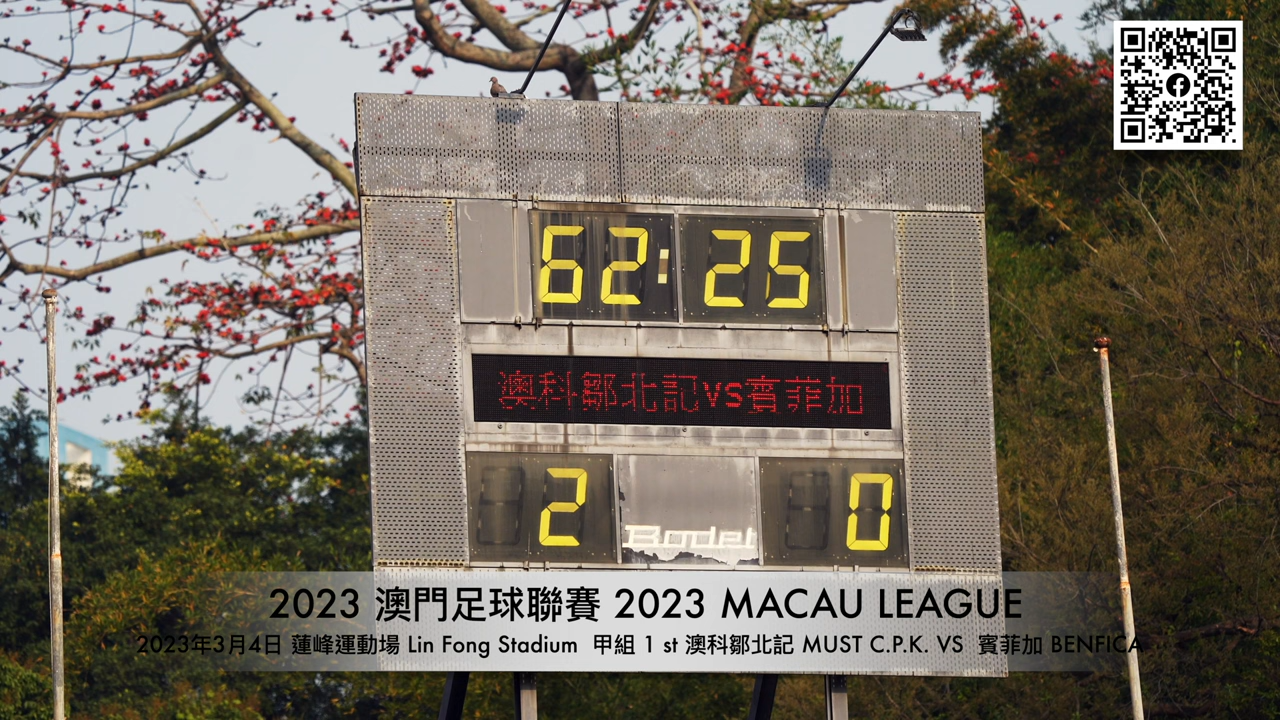 62:25
澳科鄒北記vs賓菲加
2 0
Bodet
2023 澳門足球聯賽 2023 MACAU LEAGUE
2023年3月4日 蓮峰運動場 Lin Fong Stadium 甲組 1 st 澳科鄒北記 MUST C.P.K. VS 賓菲加 BENFICA